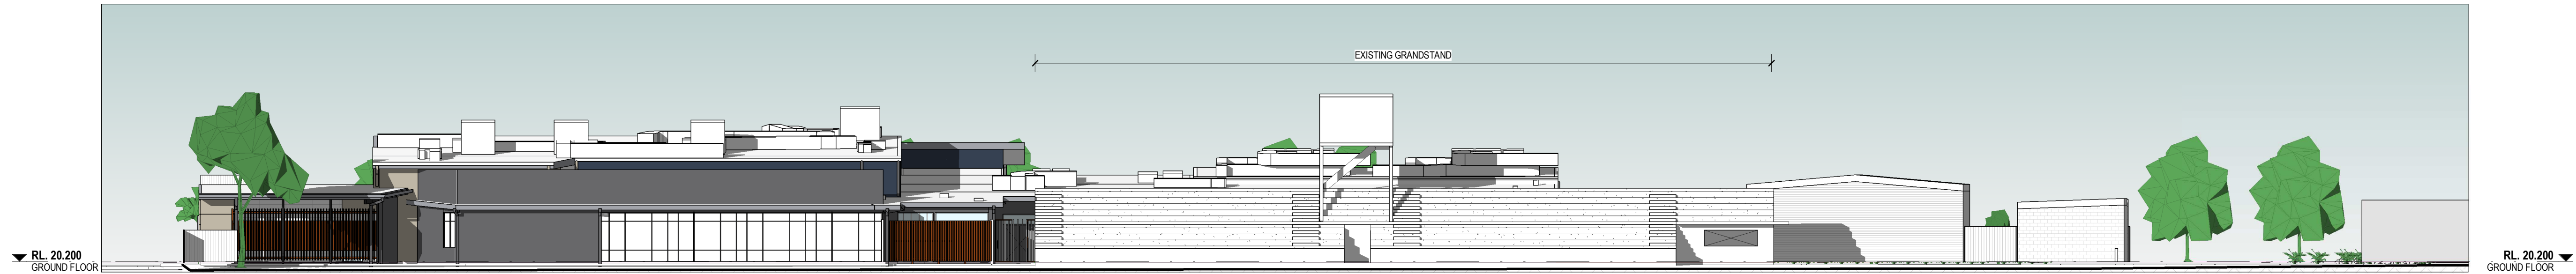 EXISTING GRANDSTAND
RL. 20.200
GROUND FLOOR
RL. 20.200
GROUND FLOOR